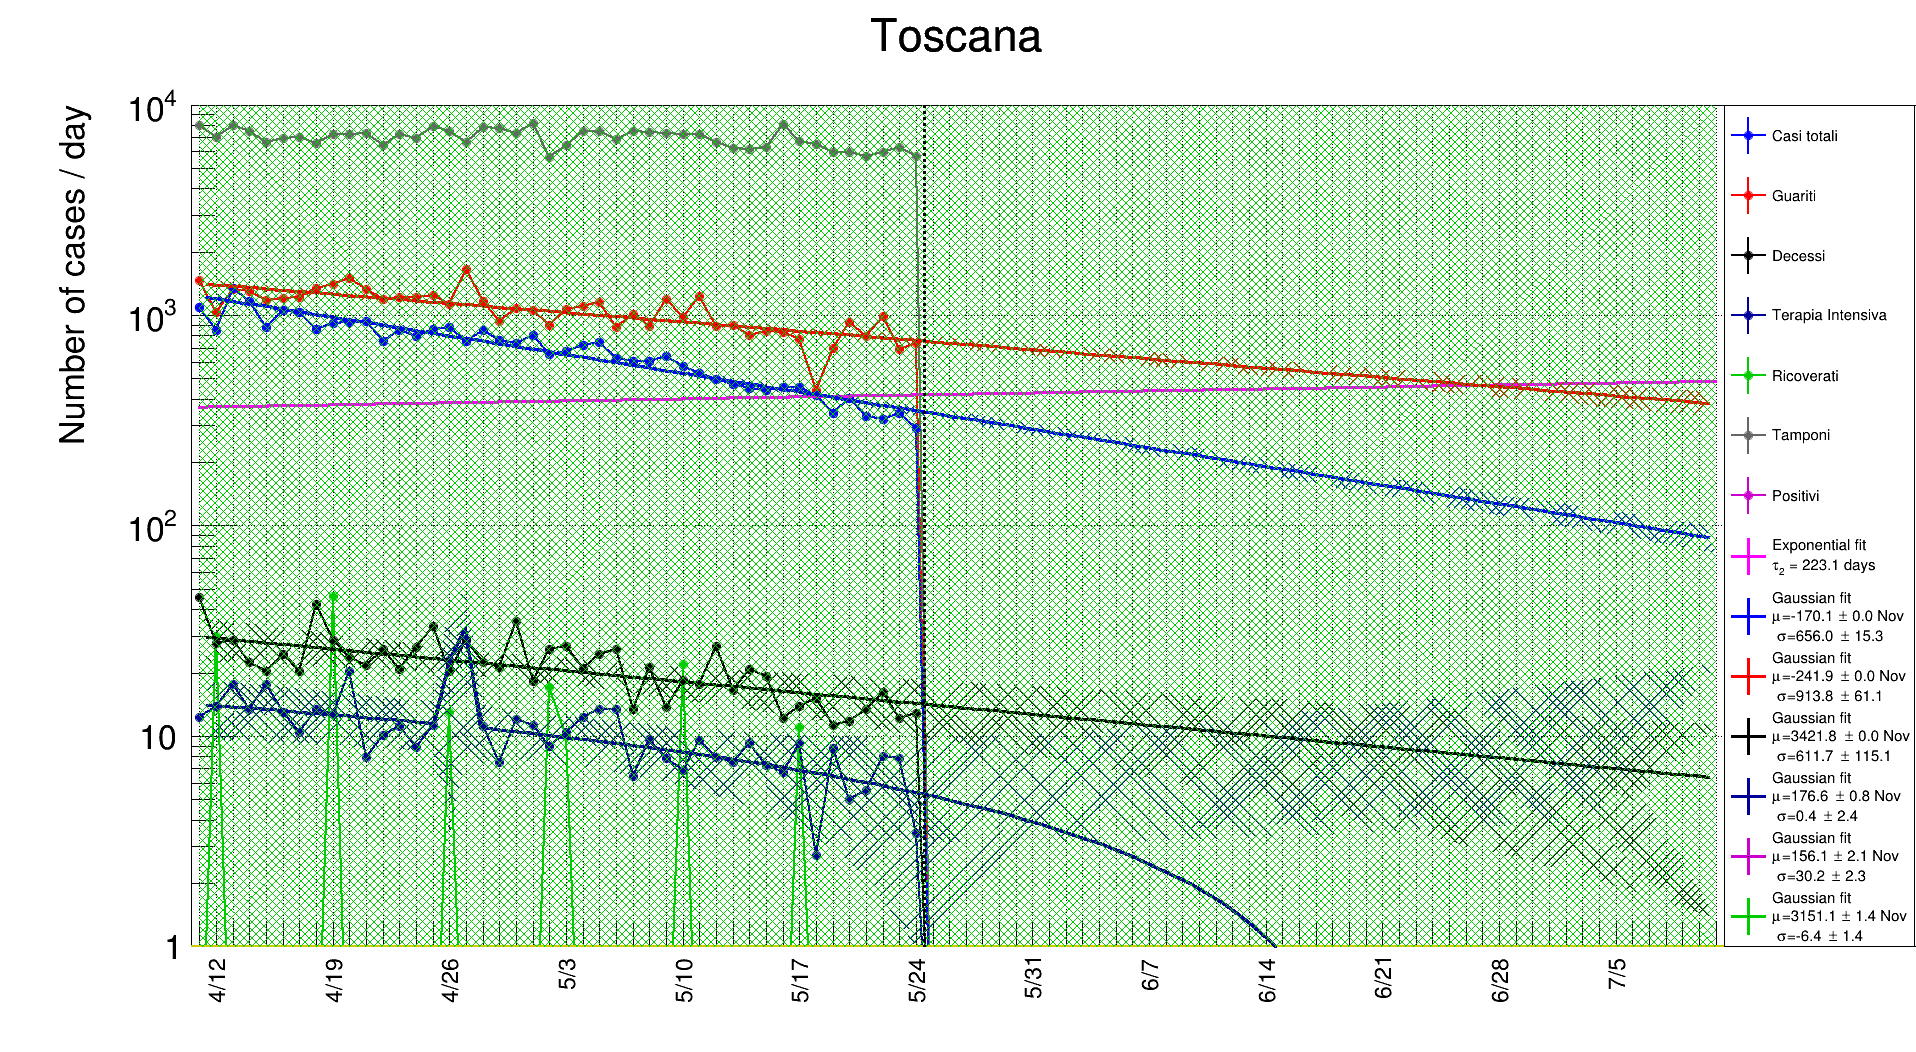 Toscana
Number of cases / day
10^4
10^3
10^2
10
1
4/12
4/19
4/26
5/3
5/10
5/17
5/24
5/31
6/7
6/14
6/21
6/28
7/5
Casi totali
Guariti
Decessi
Terapia Intensiva
Ricoverati
Tamponi
Positivi
Exponential fit
τ₂ = 223.1 days
Gaussian fit
μ=-170.1 ± 0.0 Nov
σ=656.0 ± 15.3
Gaussian fit
μ=-241.9 ± 0.0 Nov
σ=913.8 ± 61.1
Gaussian fit
μ=3421.8 ± 0.0 Nov
σ=611.7 ± 115.1
Gaussian fit
μ=176.6 ± 0.8 Nov
σ=0.4 ± 2.4
Gaussian fit
μ=156.1 ± 2.1 Nov
σ=30.2 ± 2.3
Gaussian fit
μ=3151.1 ± 1.4 Nov
σ=-6.4 ± 1.4